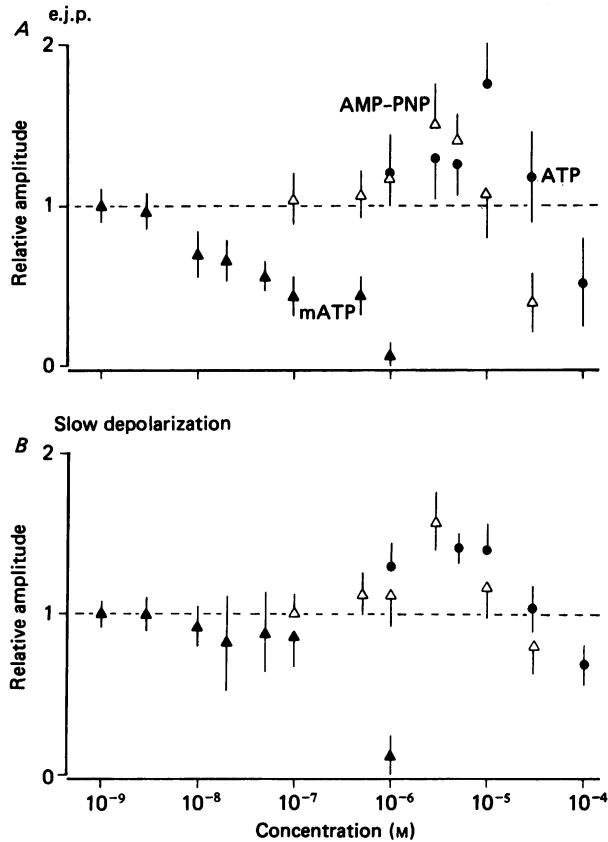 A e.j.p.
2
AMP–PNP
ATP
1
mATP
0
Relative amplitude
B Slow depolarization
2
1
0
Relative amplitude
10⁻⁹ 10⁻⁸ 10⁻⁷ 10⁻⁶ 10⁻⁵ 10⁻⁴
Concentration (M)